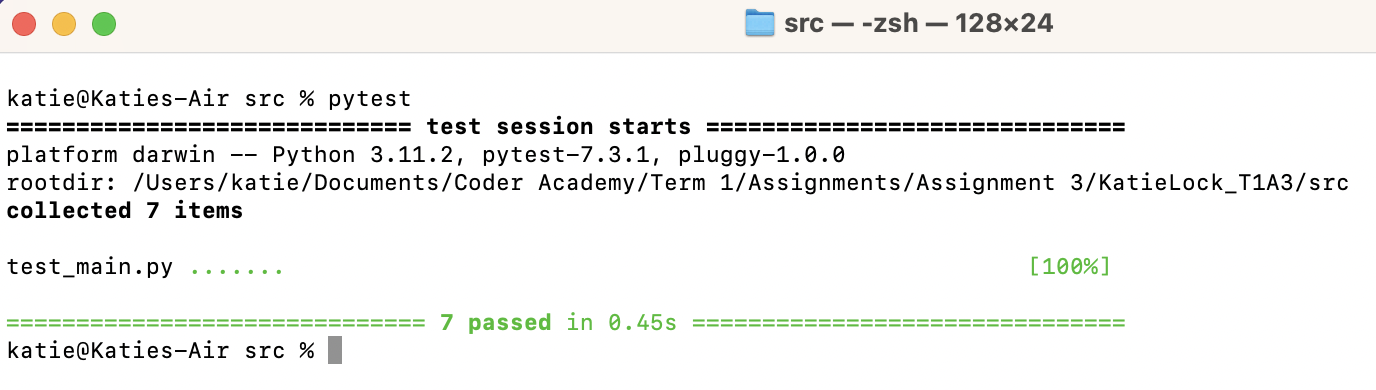 src — -zsh — 128×24
katie@Katies-Air src % pytest
============================= test session starts ==============================
platform darwin -- Python 3.11.2, pytest-7.3.1, pluggy-1.0.0
rootdir: /Users/katie/Documents/Coder Academy/Term 1/Assignments/Assignment 3/KatieLock_T1A3/src
collected 7 items
test_main.py ....... [100%]
============================== 7 passed in 0.45s ===============================
katie@Katies-Air src %